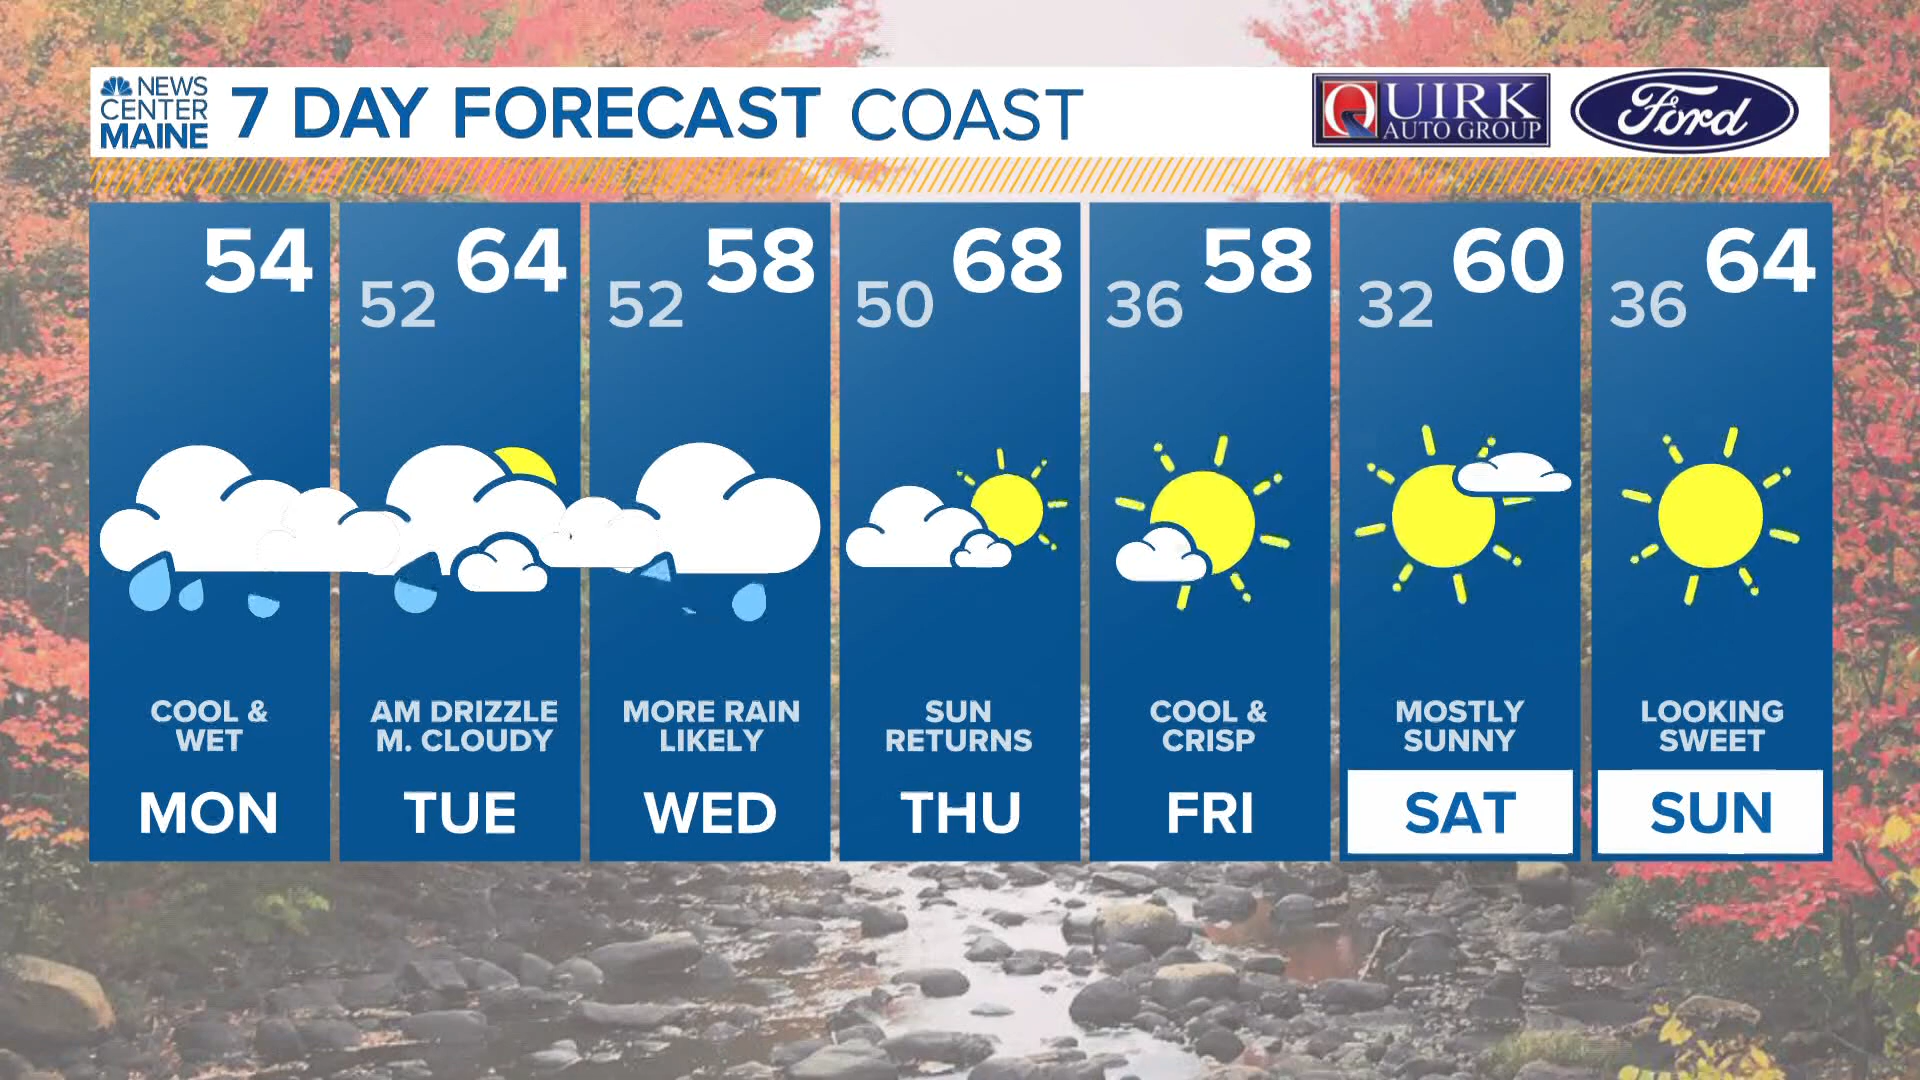 NEWS
CENTER
MAINE
7 DAY FORECAST COAST
QUIRK
AUTO GROUP
Ford
54
52 64
52 58
50 68
36 58
32 60
36 64
COOL &
WET
AM DRIZZLE
M. CLOUDY
MORE RAIN
LIKELY
SUN
RETURNS
COOL &
CRISP
MOSTLY
SUNNY
LOOKING
SWEET
MON
TUE
WED
THU
FRI
SAT
SUN